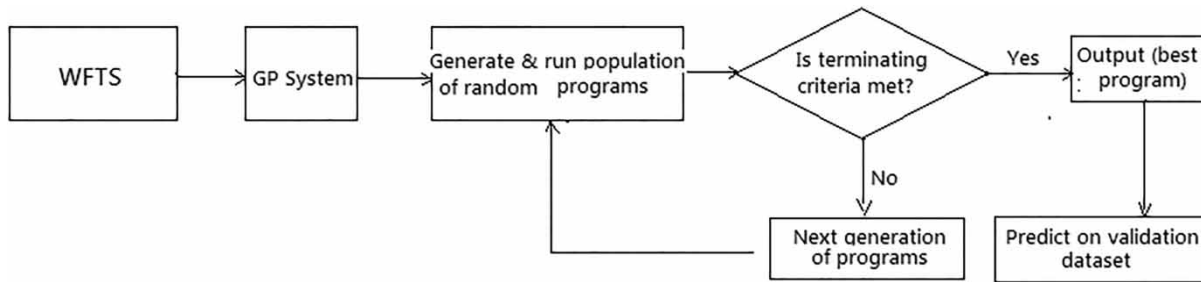 WFTS
GP System
Generate & run population
of random programs
Is terminating
criteria met?
Yes
Output (best
: program)
No
Next generation
of programs
Predict on validation
dataset